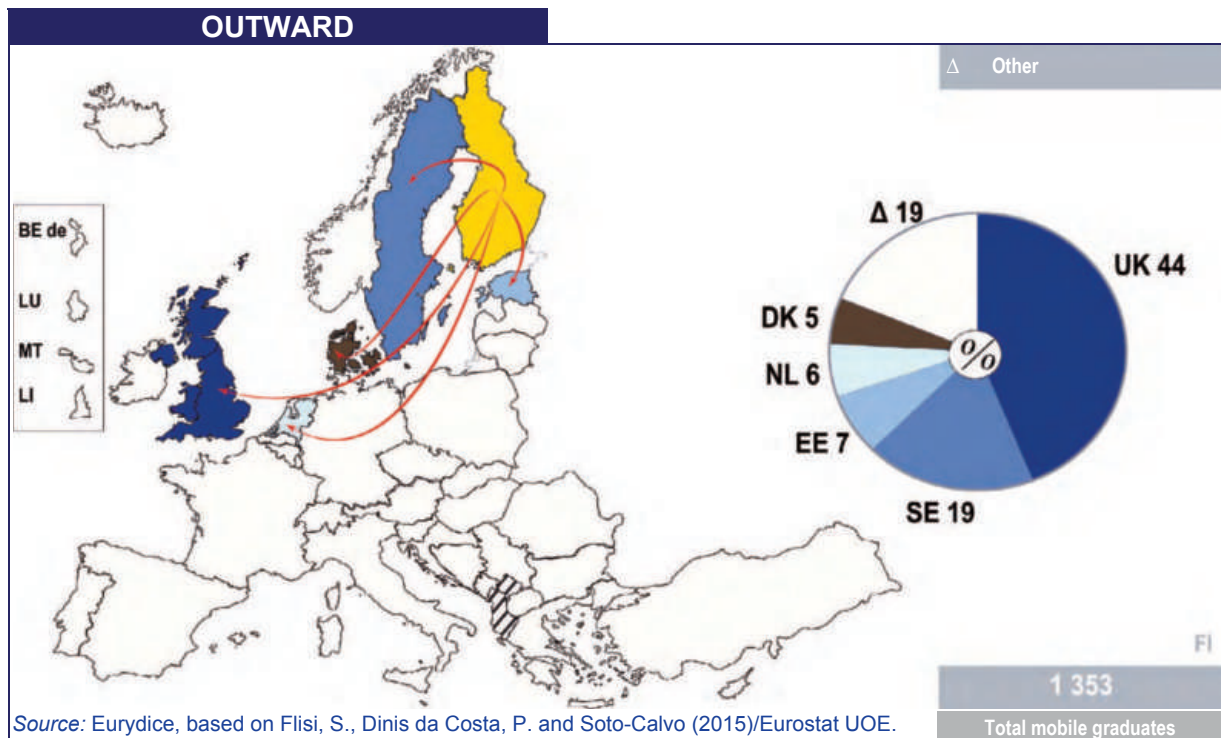 OUTWARD
Δ Other
BE de
LU
MT
LI
Δ 19
UK 44
DK 5
%
NL 6
EE 7
SE 19
FI
1 353
Source: Eurydice, based on Flisi, S., Dinis da Costa, P. and Soto-Calvo (2015)/Eurostat UOE.
Total mobile graduates